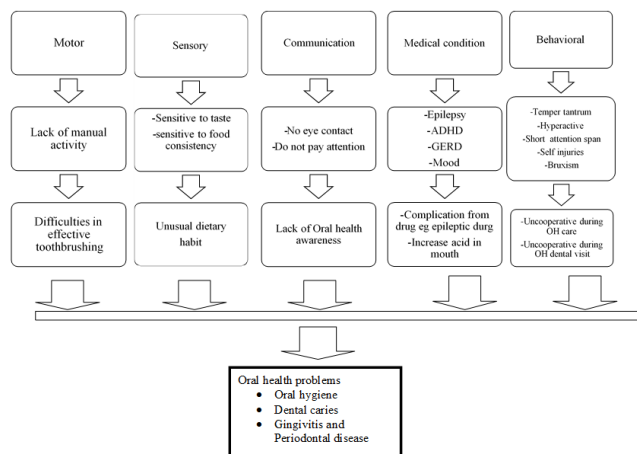 Motor
Sensory
Communication
Medical condition
Behavioral
Lack of manual
activity
-Sensitive to taste
-sensitive to food
consistency
-No eye contact
-Do not pay attention
-Epilepsy
-ADHD
-GERD
-Mood
-Temper tantrum
-Hyperactive
-Short attention span
-Self injuries
-Bruxism
Difficulties in
effective
toothbrushing
Unusual dietary
habit
Lack of Oral health
awareness
-Complication from
drug eg epileptic durg
-Increase acid in
mouth
-Uncooperative during
OH care
-Uncooperative during
OH dental visit
Oral health problems
• Oral hygiene
• Dental caries
• Gingivitis and
Periodontal disease